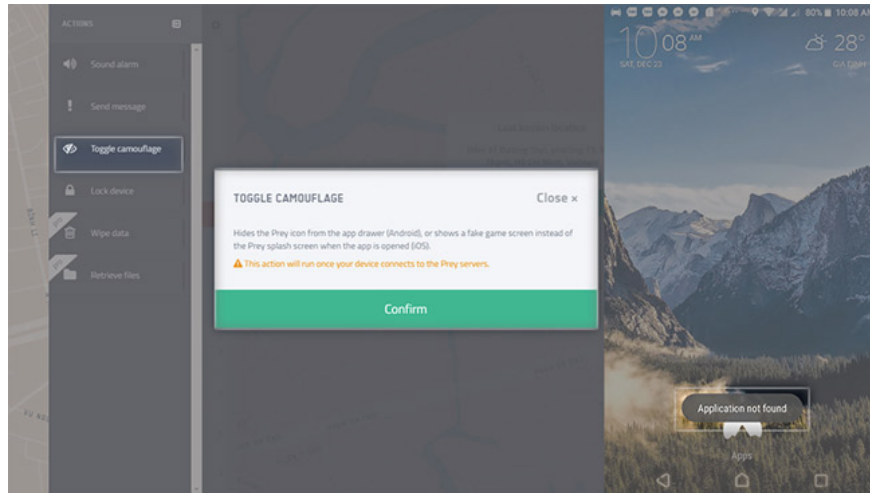 ACTIONS
Sound alarm
Send message
Toggle camouflage
Lock device
Wipe data
Retrieve files
TOGGLE CAMOUFLAGE
Close ×
Hides the Prey icon from the app drawer (Android), or shows a fake game screen instead of
the Prey splash screen when the app is opened (iOS).
This action will run once your device connects to the Prey servers.
Confirm
80% 10:08 AM
10 08 AM
SAT, DEC 23
28°
GIA ĐỊNH
Application not found
Apps